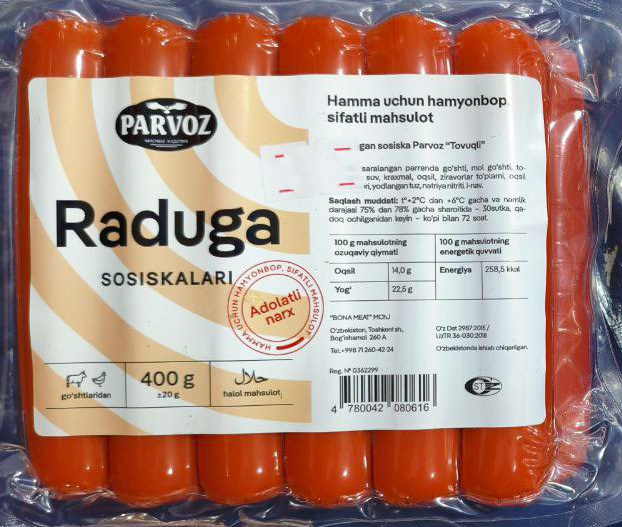 PARVOZ
Raduga
SOSISKALARI
HAMMA UCHUN HAMYONBOP, SIFATLI MAHSULOT
Adolatli
narx
go'shtlaridan
400 g
±20 g
حلال
halol mahsulot
Hamma uchun hamyonbop,
sifatli mahsulot
gan sosiska Parvoz "Tovuqli"
saralangan parranda go'shti, mol go'shti, to-
suv, kraxmal, oqsil, ziravorlar to'plami, oqsil
ri, yodlangan tuz, natriya nitriti, I-nav.
Saqlash muddati: t°+2°C dan +6°C gacha va namlik
darajasi 75% dan 78% gacha sharoitida - 30sutka, qa-
doq ochilganidan keyin - ko'pi bilan 72 soat.
100 g mahsulotning
ozuqaviy qiymati
100 g mahsulotning
energetik quvvati
Oqsil 14,0 g Energiya 258,5 kkal
Yog' 22,5 g
"BONA MEAT" MChJ
O'zbekiston, Toshkent sh.,
Bog'ishamol 260 A
Tel.:+998 71 260-42-24
O'z Dst 2987:2015 /
UzTR 36-030:2018
O'zbekistonda ishlab chiqarilgan.
Reg. № 0362299
4 780042 080616